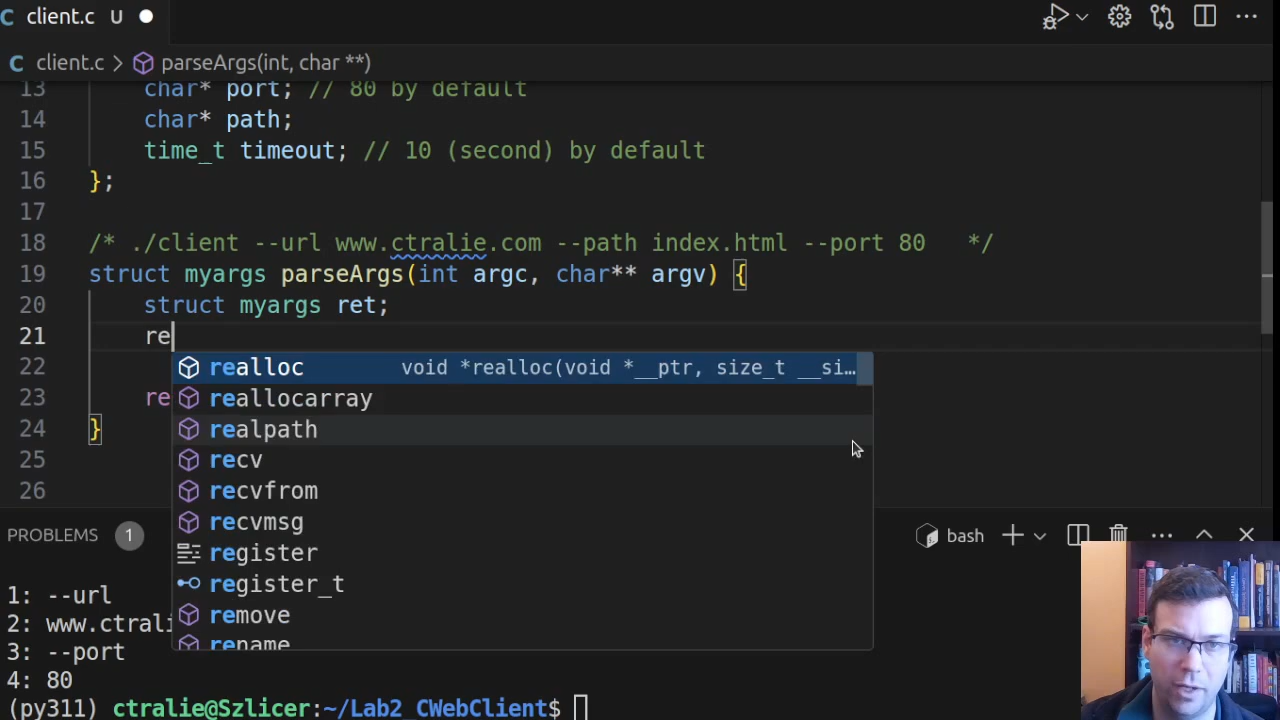 client.c U
client.c > parseArgs(int, char **)
13 char* port; // 80 by default
14 char* path;
15 time_t timeout; // 10 (second) by default
16 };
17
18 /* ./client --url www.ctralie.com --path index.html --port 80 */
19 struct myargs parseArgs(int argc, char** argv) {
20 struct myargs ret;
21 re
22
23 re
24 }
25
26
realloc void *realloc(void *__ptr, size_t __si…
reallocarray
realpath
recv
recvfrom
recvmsg
register
register_t
remove
rename
PROBLEMS 1 bash
1: --url
2: www.ctrali
3: --port
4: 80
(py311) ctralie@Szlicer:~/Lab2_CWebClient$